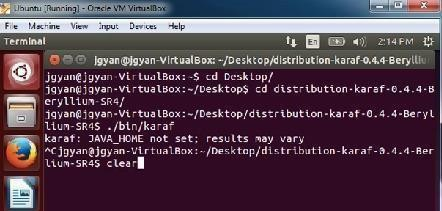 Ubuntu [Running] - Oracle VM VirtualBox
File Machine View Input Devices Help
Terminal En 2:14 PM
jgyan@jgyan-VirtualBox: ~/Desktop/distribution-karaf-0.4.4-Beryllium
jgyan@jgyan-VirtualBox:~$ cd Desktop/
jgyan@jgyan-VirtualBox:~/Desktop$ cd distribution-karaf-0.4.4-B
eryllium-SR4/
jgyan@jgyan-VirtualBox:~/Desktop/distribution-karaf-0.4.4-Beryl
lium-SR4$ ./bin/karaf
karaf: JAVA_HOME not set; results may vary
^Cjgyan@jgyan-VirtualBox:~/Desktop/distribution-karaf-0.4.4-Ber
yllium-SR4$ clear